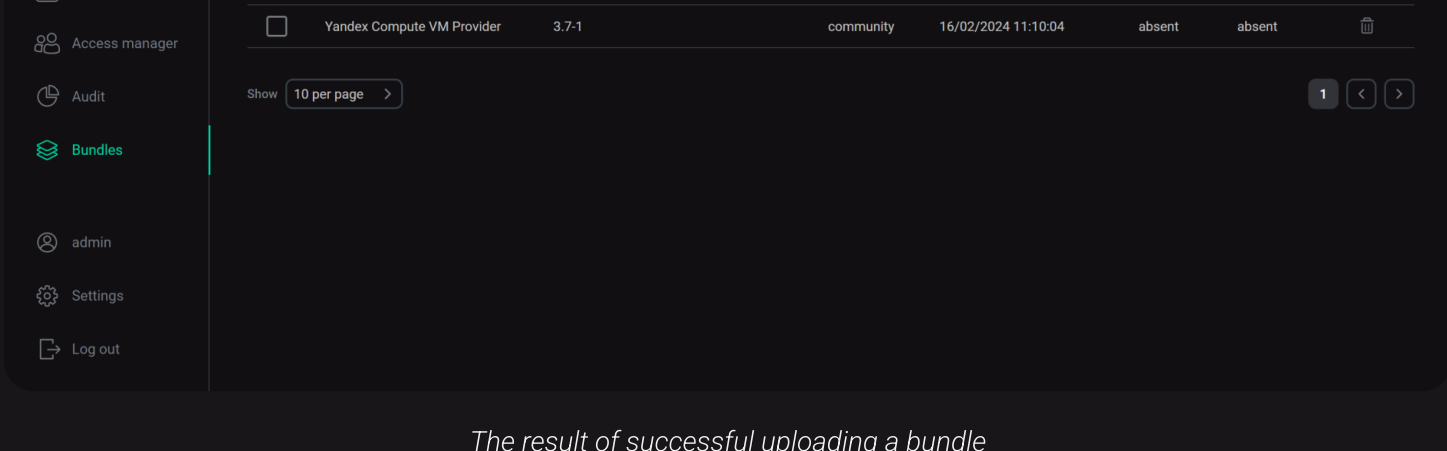 Yandex Compute VM Provider 3.7-1 community 16/02/2024 11:10:04 absent absent
Access manager
Show 10 per page 1
Audit
Bundles
admin
Settings
Log out
The result of successful uploading a bundle